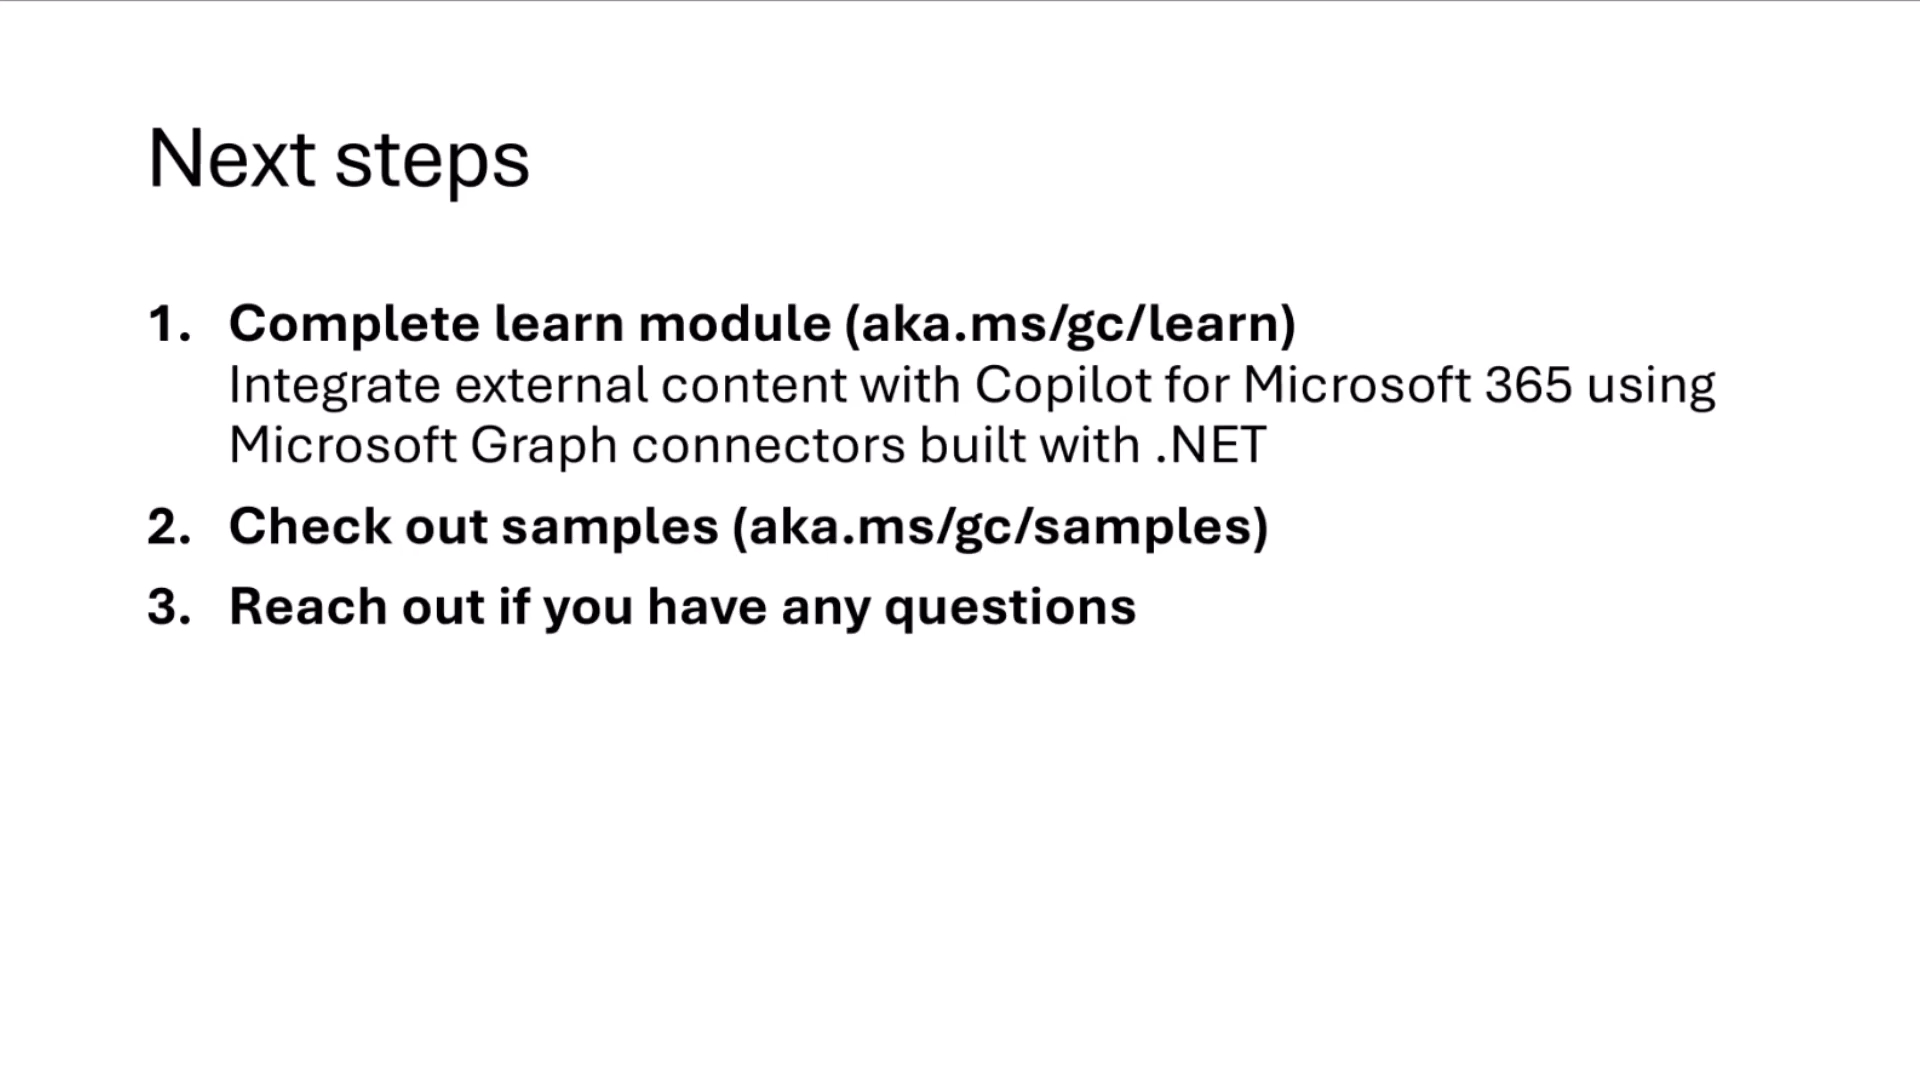 Next steps
1. Complete learn module (aka.ms/gc/learn)
Integrate external content with Copilot for Microsoft 365 using
Microsoft Graph connectors built with .NET
2. Check out samples (aka.ms/gc/samples)
3. Reach out if you have any questions